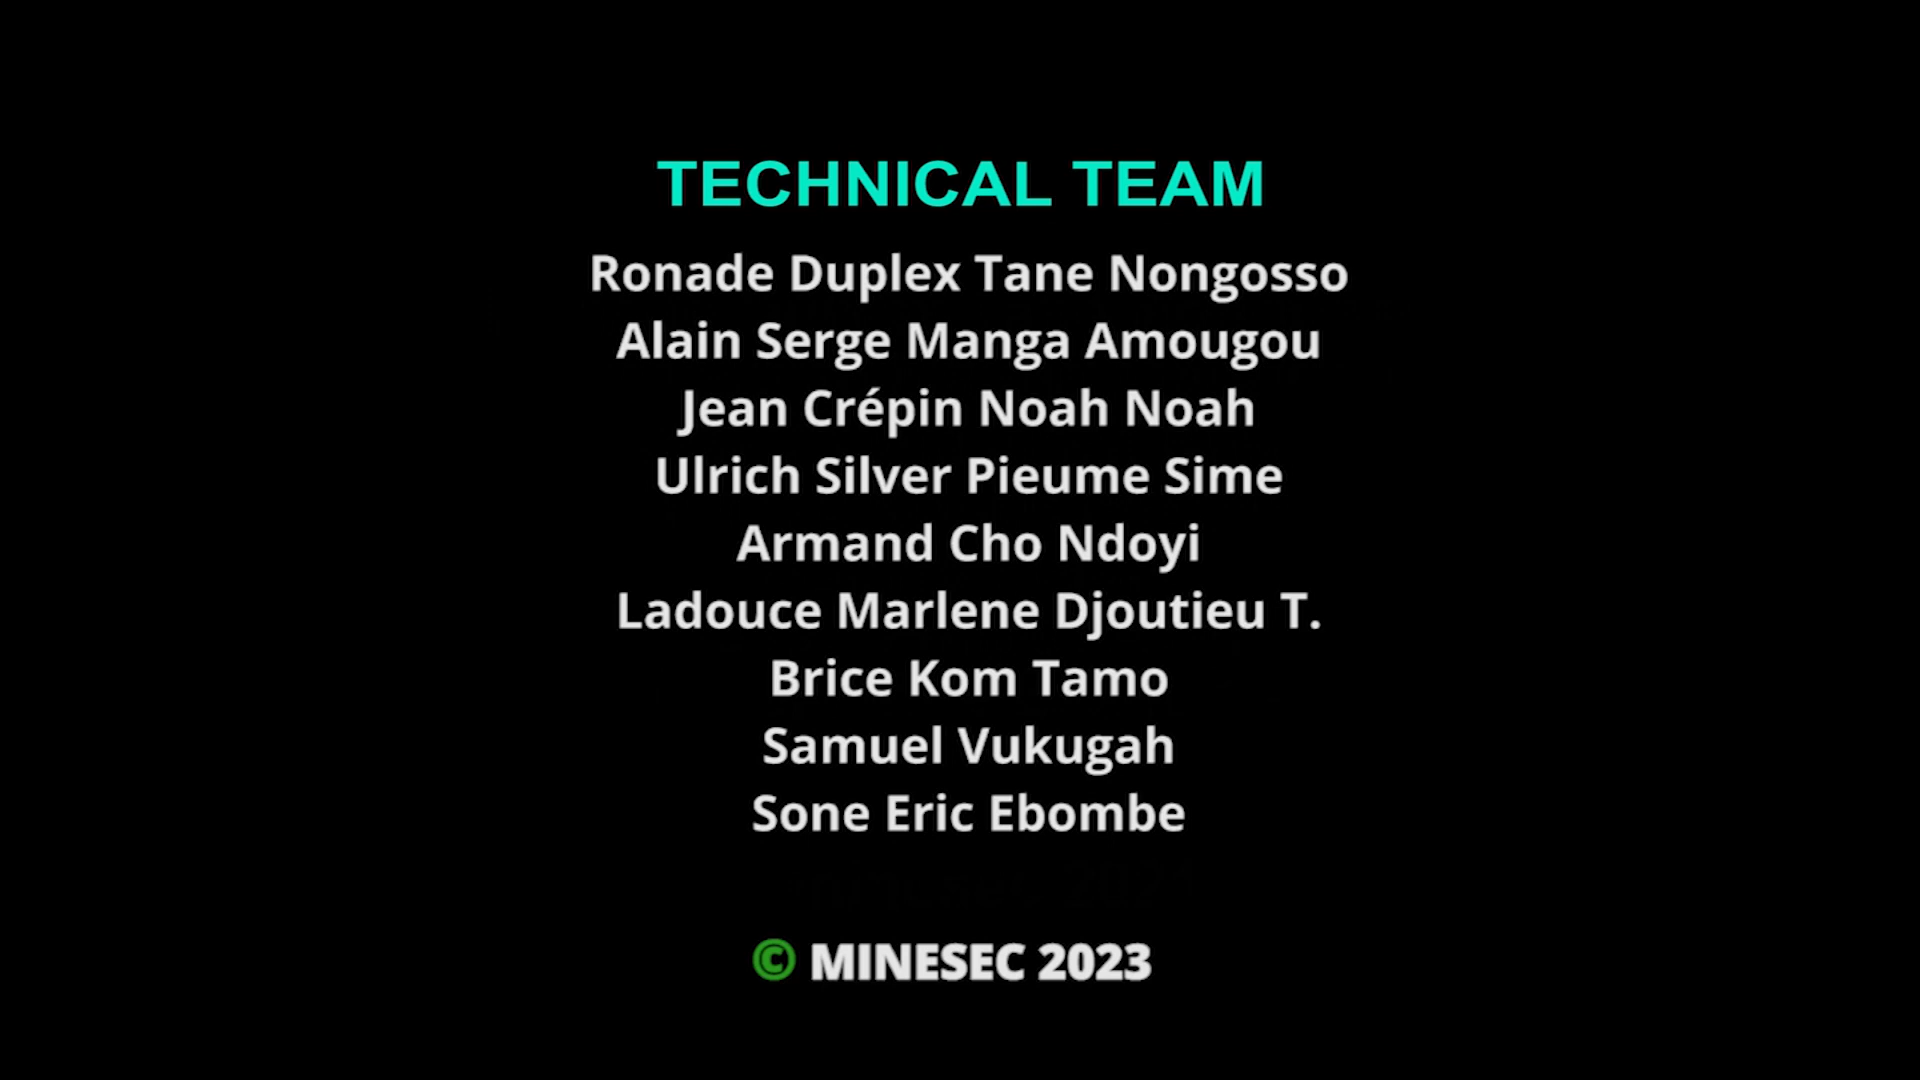 TECHNICAL TEAM
Ronade Duplex Tane Nongosso
Alain Serge Manga Amougou
Jean Crépin Noah Noah
Ulrich Silver Pieume Sime
Armand Cho Ndoyi
Ladouce Marlene Djoutieu T.
Brice Kom Tamo
Samuel Vukugah
Sone Eric Ebombe
© MINESEC 2023